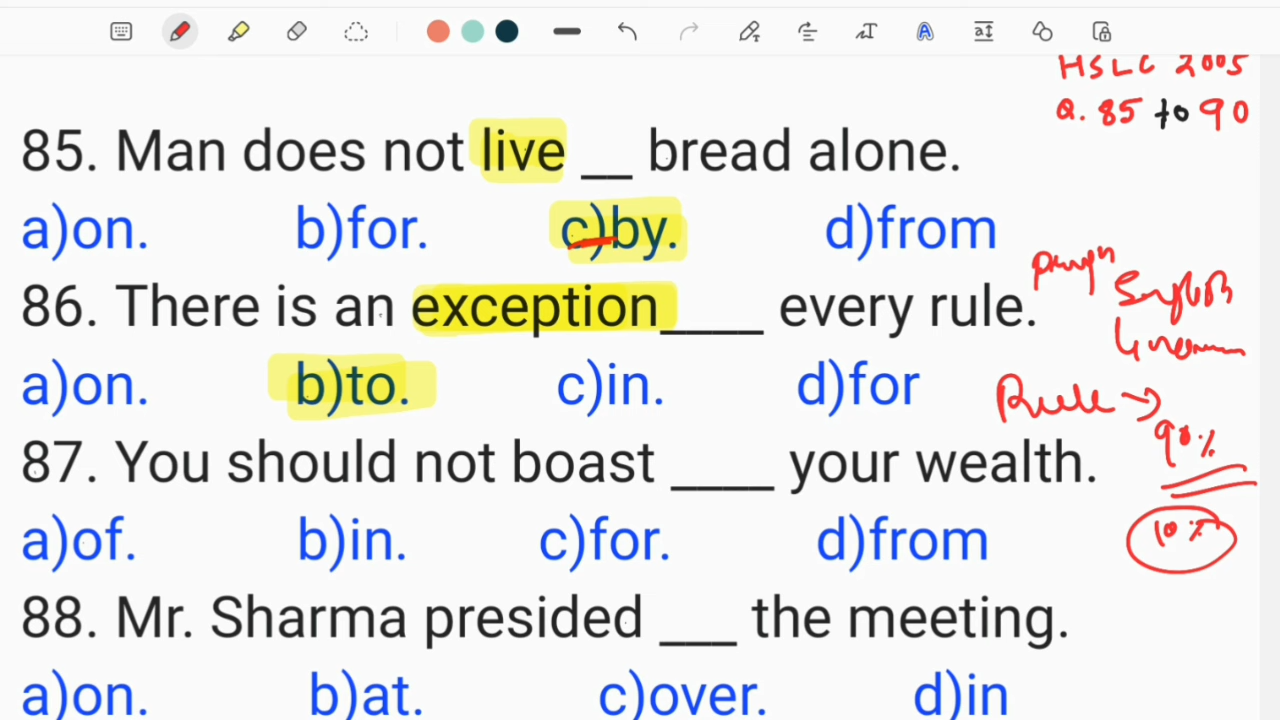 HSLC 2005
Q. 85 to 90
85. Man does not live __ bread alone.
a)on. b)for. c)by. d)from
86. There is an exception____ every rule.
English
a)on. b)to. c)in. d)for
Rule →
90%
87. You should not boast ____ your wealth.
a)of. b)in. c)for. d)from
10%
88. Mr. Sharma presided ___ the meeting.
a)on. b)at. c)over. d)in